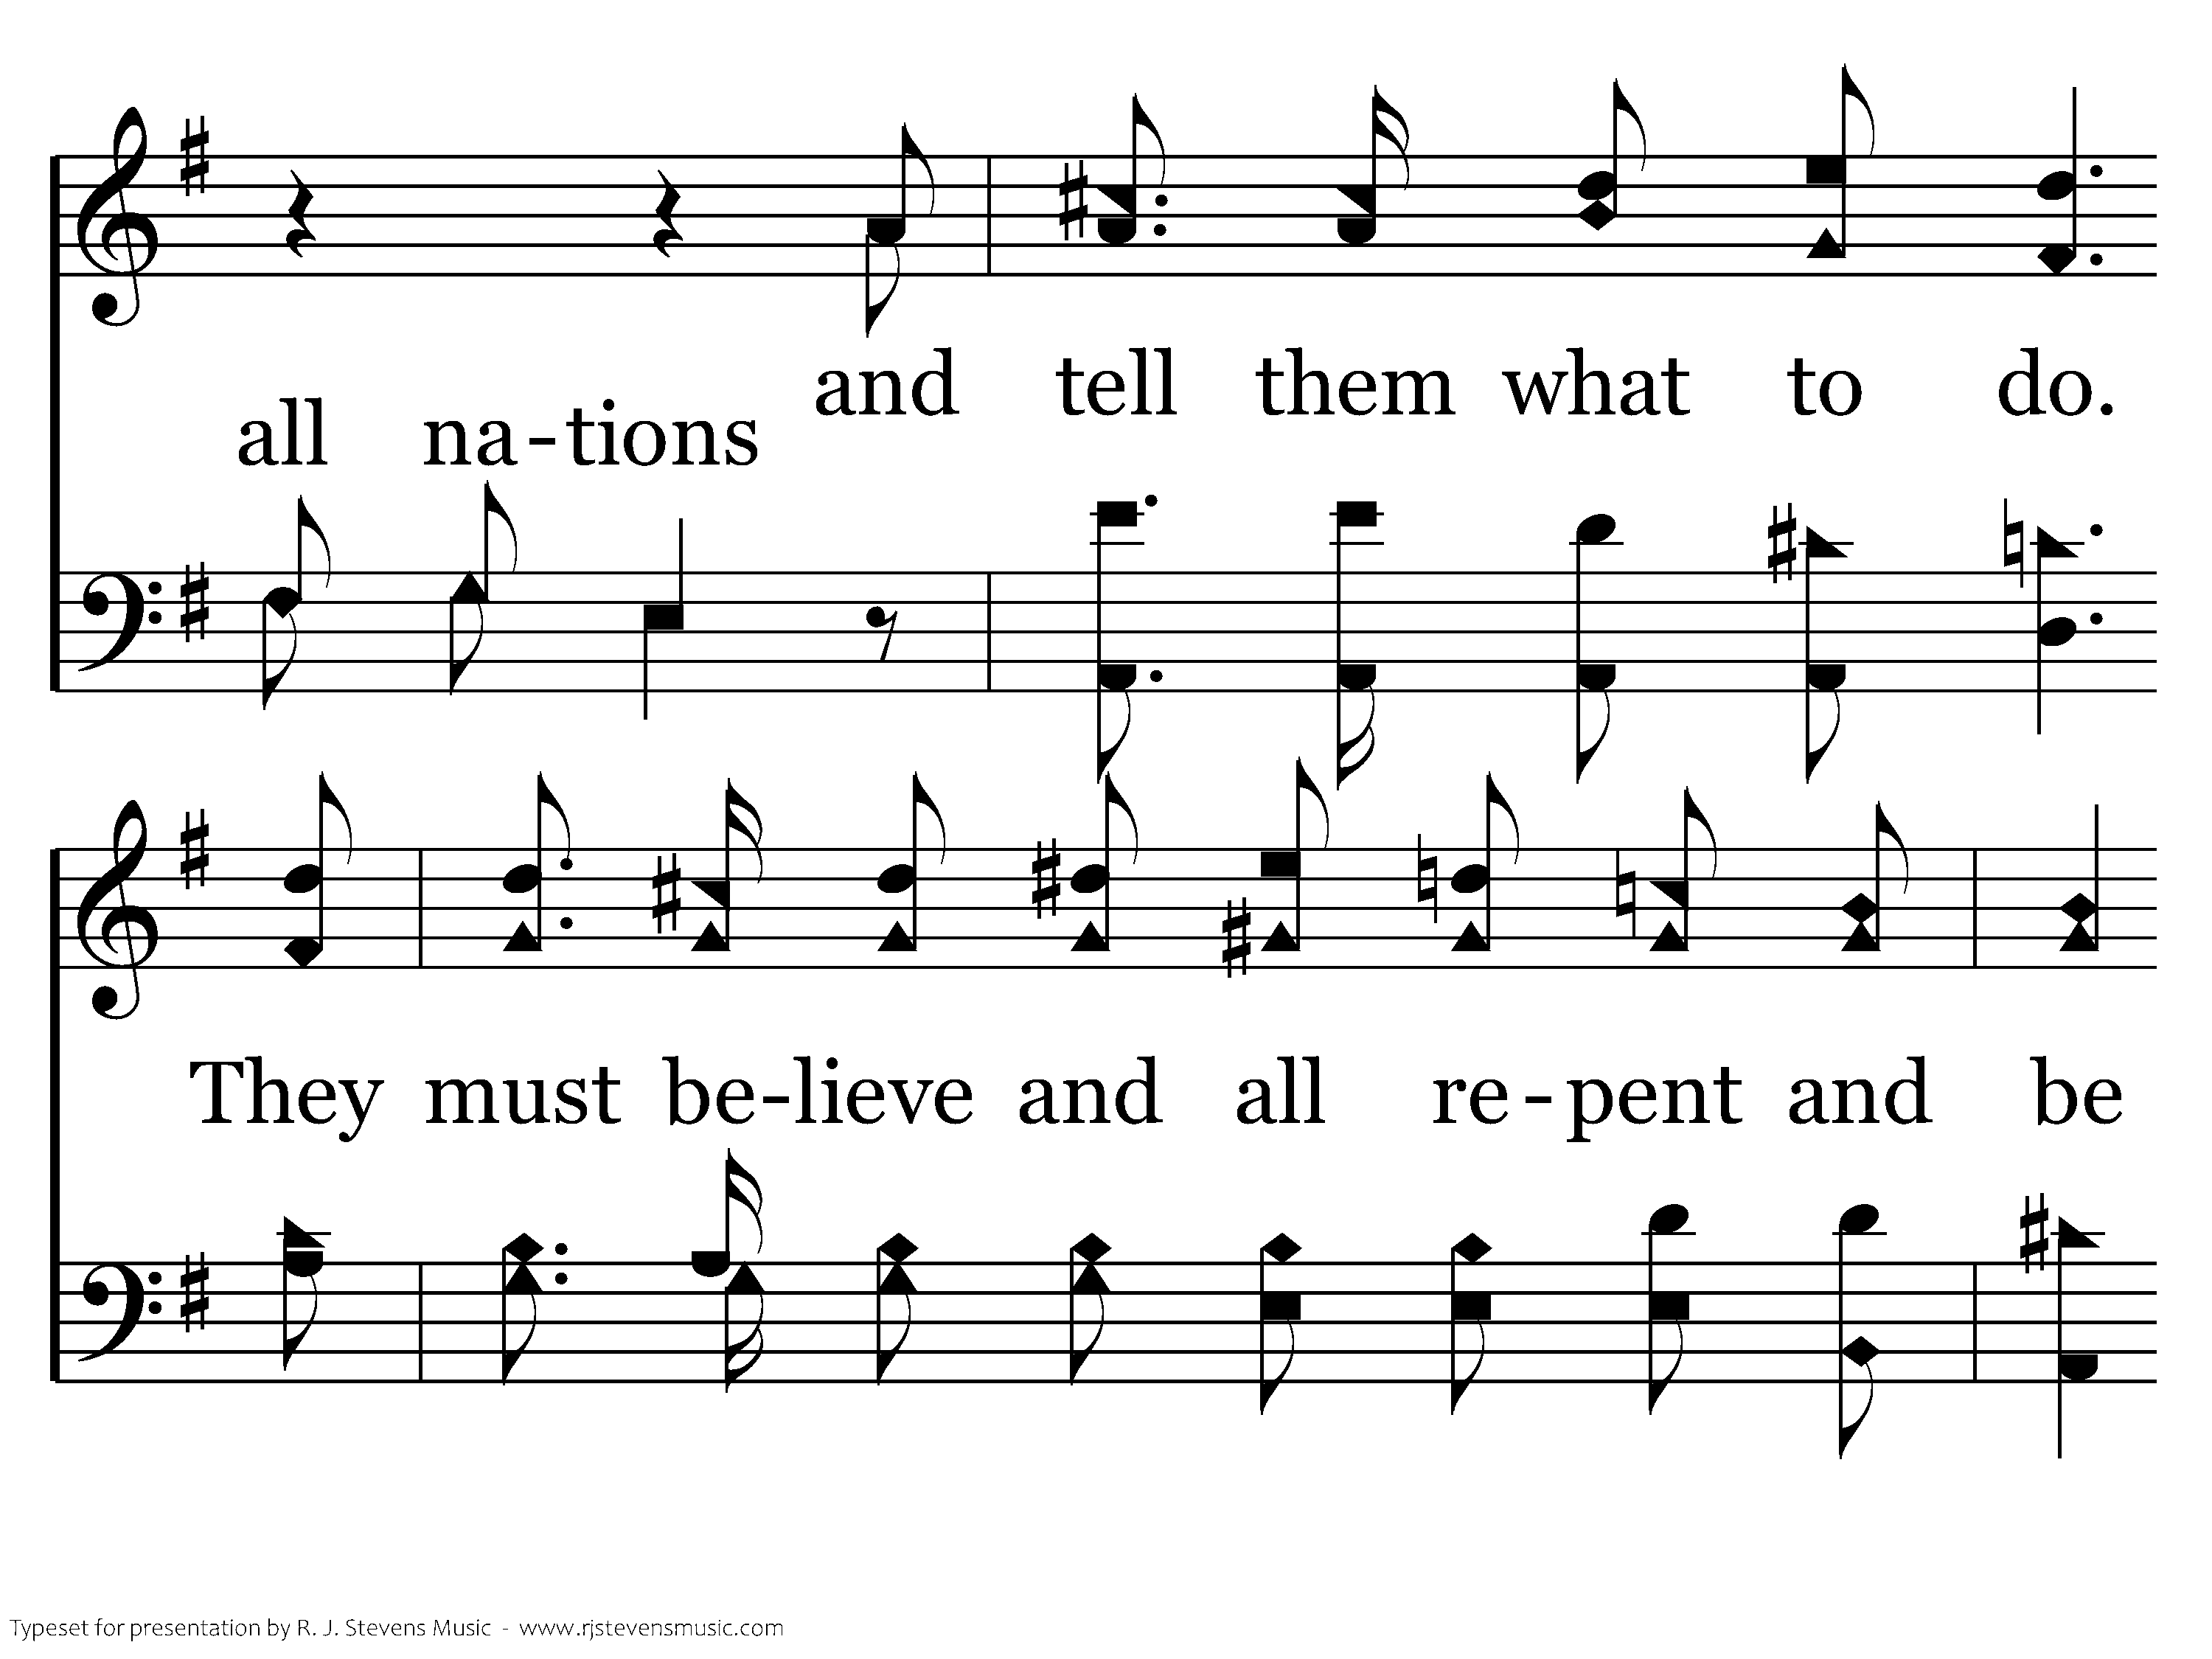 and tell them what to do.
all na-tions
They must be-lieve and all re-pent and be
Typeset for presentation by R. J. Stevens Music - www.rjstevensmusic.com